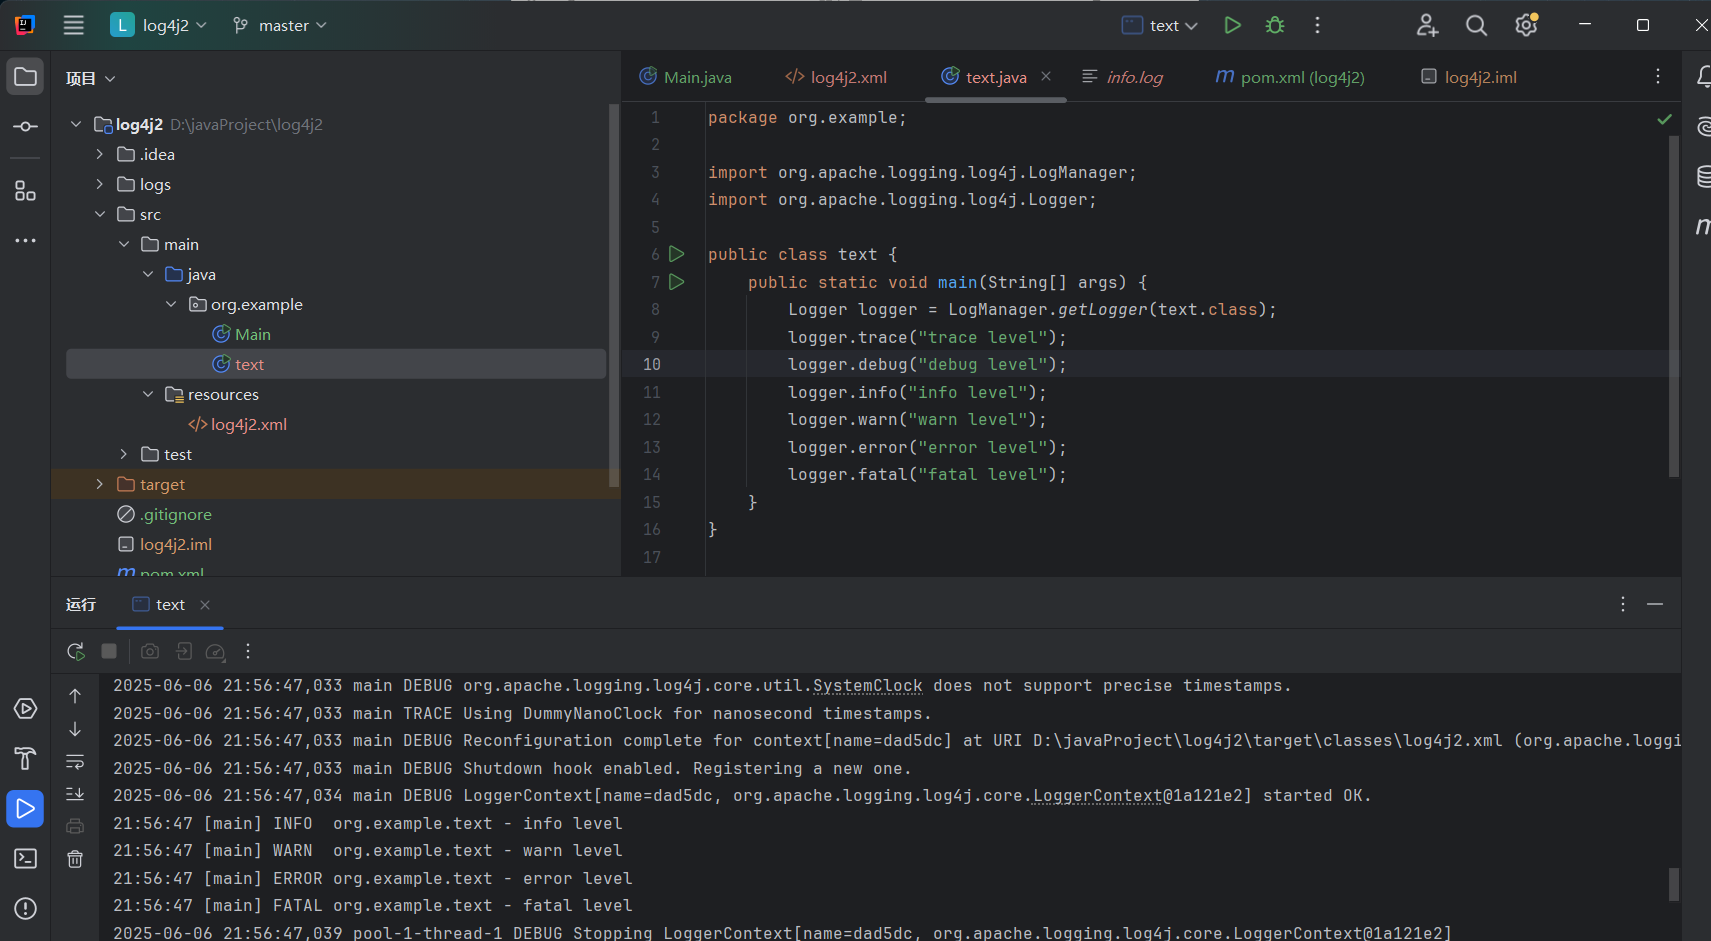 L log4j2 master text
项目
Main.java log4j2.xml text.java info.log pom.xml (log4j2) log4j2.iml
log4j2 D:\javaProject\log4j2
.idea
logs
src
main
java
org.example
Main
text
resources
log4j2.xml
test
target
.gitignore
log4j2.iml
pom.xml
1 package org.example;
2
3 import org.apache.logging.log4j.LogManager;
4 import org.apache.logging.log4j.Logger;
5
6 public class text {
7 public static void main(String[] args) {
8 Logger logger = LogManager.getLogger(text.class);
9 logger.trace("trace level");
10 logger.debug("debug level");
11 logger.info("info level");
12 logger.warn("warn level");
13 logger.error("error level");
14 logger.fatal("fatal level");
15 }
16 }
17
运行 text
2025-06-06 21:56:47,033 main DEBUG org.apache.logging.log4j.core.util.SystemClock does not support precise timestamps.
2025-06-06 21:56:47,033 main TRACE Using DummyNanoClock for nanosecond timestamps.
2025-06-06 21:56:47,033 main DEBUG Reconfiguration complete for context[name=dad5dc] at URI D:\javaProject\log4j2\target\classes\log4j2.xml (org.apache.loggi
2025-06-06 21:56:47,033 main DEBUG Shutdown hook enabled. Registering a new one.
2025-06-06 21:56:47,034 main DEBUG LoggerContext[name=dad5dc, org.apache.logging.log4j.core.LoggerContext@1a121e2] started OK.
21:56:47 [main] INFO  org.example.text - info level
21:56:47 [main] WARN  org.example.text - warn level
21:56:47 [main] ERROR org.example.text - error level
21:56:47 [main] FATAL org.example.text - fatal level
2025-06-06 21:56:47,039 pool-1-thread-1 DEBUG Stopping LoggerContext[name=dad5dc, org.apache.logging.log4j.core.LoggerContext@1a121e2]